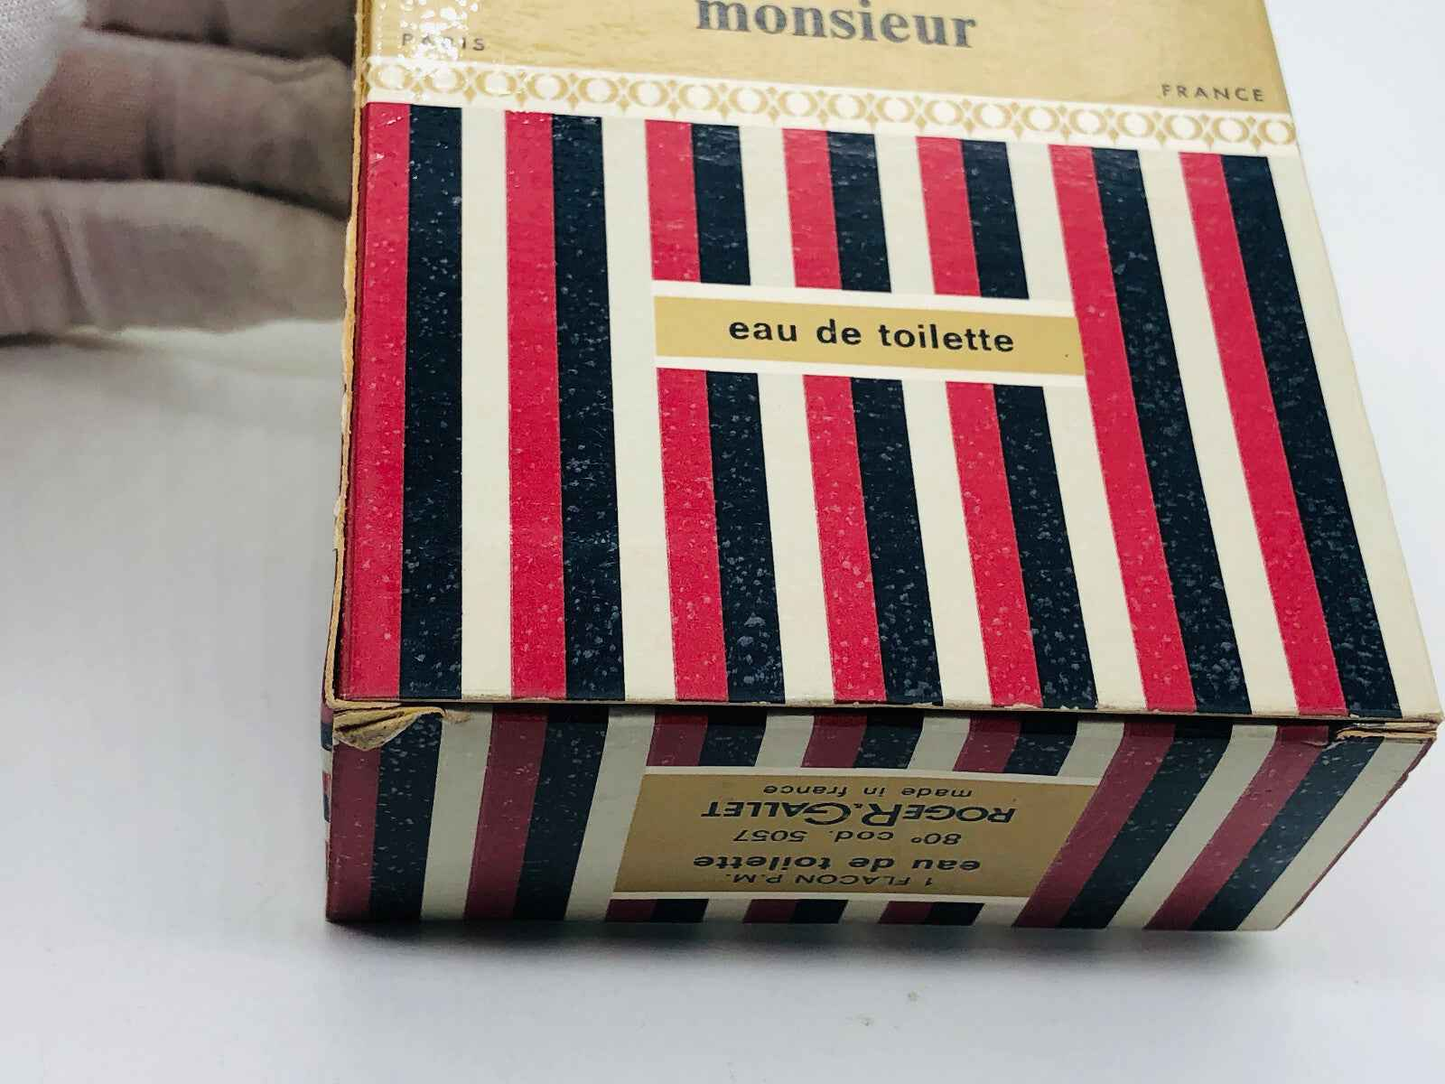 monsieur
PARIS
FRANCE
eau de toilette
1 FLACON P.M.
eau de toilette
80° cod. 5057
ROGER & GALLET
made in france